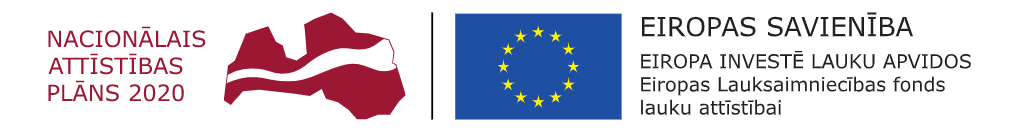 NACIONĀLAIS
ATTĪSTĪBAS
PLĀNS 2020
EIROPAS SAVIENĪBA
EIROPA INVESTĒ LAUKU APVIDOS
Eiropas Lauksaimniecības fonds
lauku attīstībai